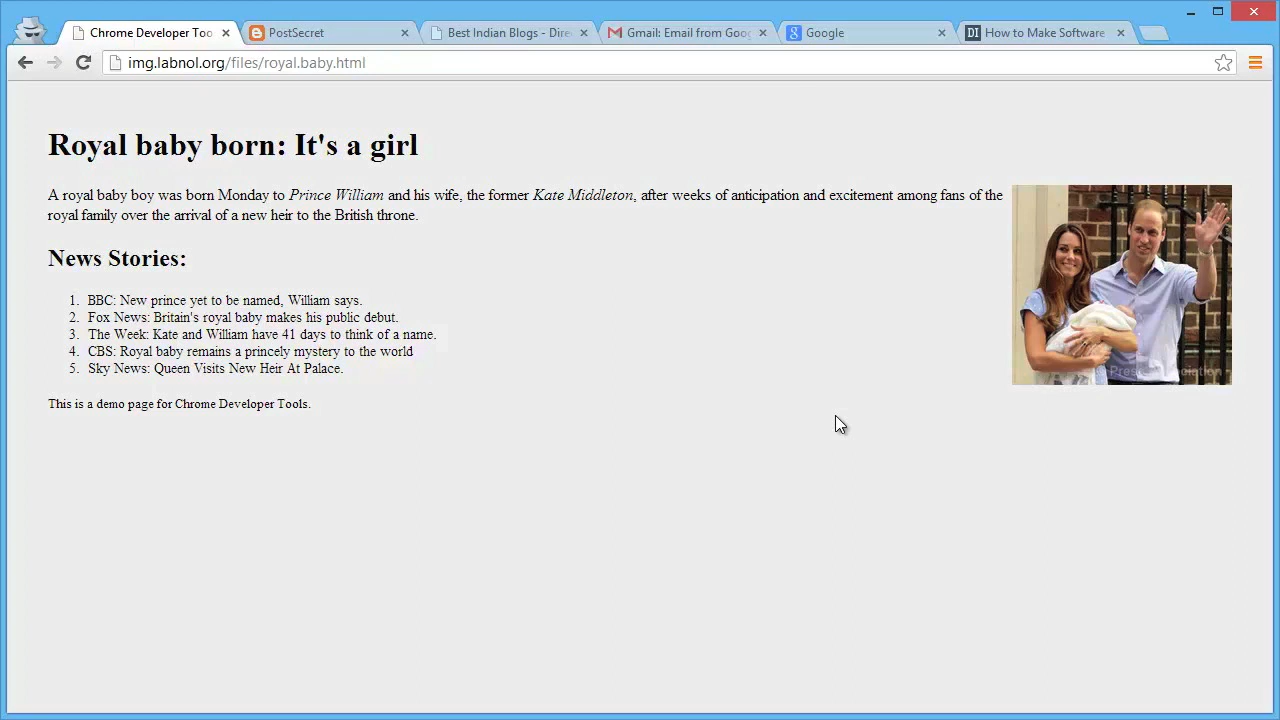 Chrome Developer Too
PostSecret
Best Indian Blogs - Dire
Gmail: Email from Goog
Google
DI How to Make Software
img.labnol.org/files/royal.baby.html
Royal baby born: It's a girl
A royal baby boy was born Monday to Prince William and his wife, the former Kate Middleton, after weeks of anticipation and excitement among fans of the
royal family over the arrival of a new heir to the British throne.
News Stories:
1. BBC: New prince yet to be named, William says.
2. Fox News: Britain's royal baby makes his public debut.
3. The Week: Kate and William have 41 days to think of a name.
4. CBS: Royal baby remains a princely mystery to the world
5. Sky News: Queen Visits New Heir At Palace.
Press Association
This is a demo page for Chrome Developer Tools.